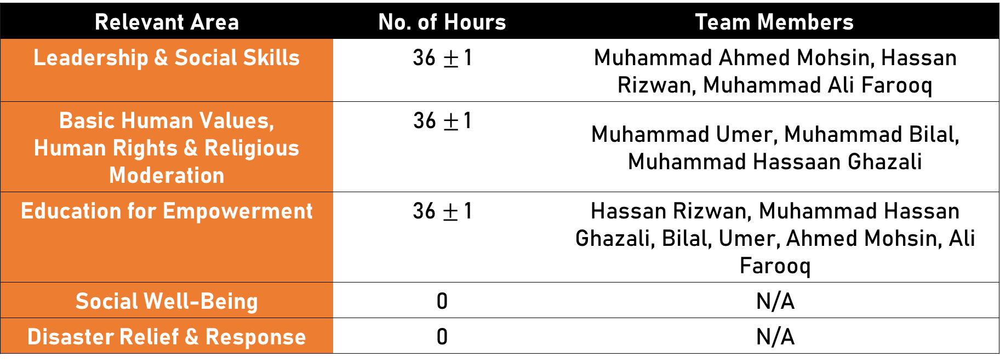 Relevant Area No. of Hours Team Members
Leadership & Social Skills 36 ±1 Muhammad Ahmed Mohsin, Hassan
Rizwan, Muhammad Ali Farooq
Basic Human Values,
Human Rights & Religious
Moderation
36 ±1
Muhammad Umer, Muhammad Bilal,
Muhammad Hassaan Ghazali
Education for Empowerment 36 ±1 Hassan Rizwan, Muhammad Hassan
Ghazali, Bilal, Umer, Ahmed Mohsin, Ali
Farooq
Social Well-Being 0 N/A
Disaster Relief & Response 0 N/A